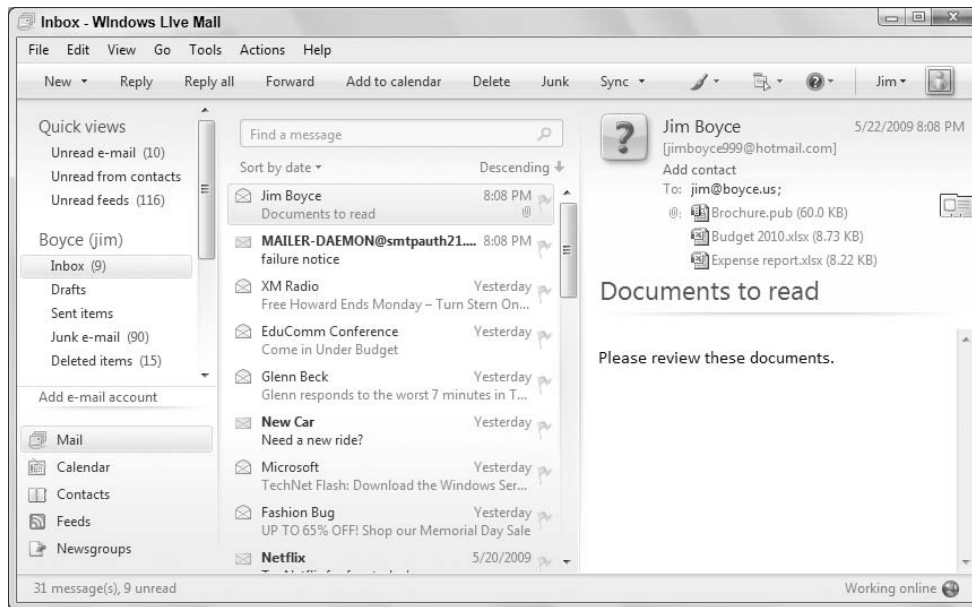 Inbox - WIndows LIve Mall
File Edit View Go Tools Actions Help
New Reply Reply all Forward Add to calendar Delete Junk Sync Jim
Quick views
Unread e-mail (10)
Unread from contacts
Unread feeds (116)
Boyce (jim)
Inbox (9)
Drafts
Sent items
Junk e-mail (90)
Deleted items (15)
Add e-mail account
Mail
Calendar
Contacts
Feeds
Newsgroups
Find a message
Sort by date Descending
Jim Boyce 8:08 PM
Documents to read
MAILER-DAEMON@smtpauth21.... 8:08 PM
failure notice
XM Radio Yesterday
Free Howard Ends Monday – Turn Stern On...
EduComm Conference Yesterday
Come in Under Budget
Glenn Beck Yesterday
Glenn responds to the worst 7 minutes in T...
New Car Yesterday
Need a new ride?
Microsoft Yesterday
TechNet Flash: Download the Windows Ser...
Fashion Bug Yesterday
UP TO 65% OFF! Shop our Memorial Day Sale
Netflix 5/20/2009
Jim Boyce 5/22/2009 8:08 PM
[jimboyce999@hotmail.com]
Add contact
To: jim@boyce.us;
Brochure.pub (60.0 KB)
Budget 2010.xlsx (8.73 KB)
Expense report.xlsx (8.22 KB)
Documents to read
Please review these documents.
31 message(s), 9 unread Working online